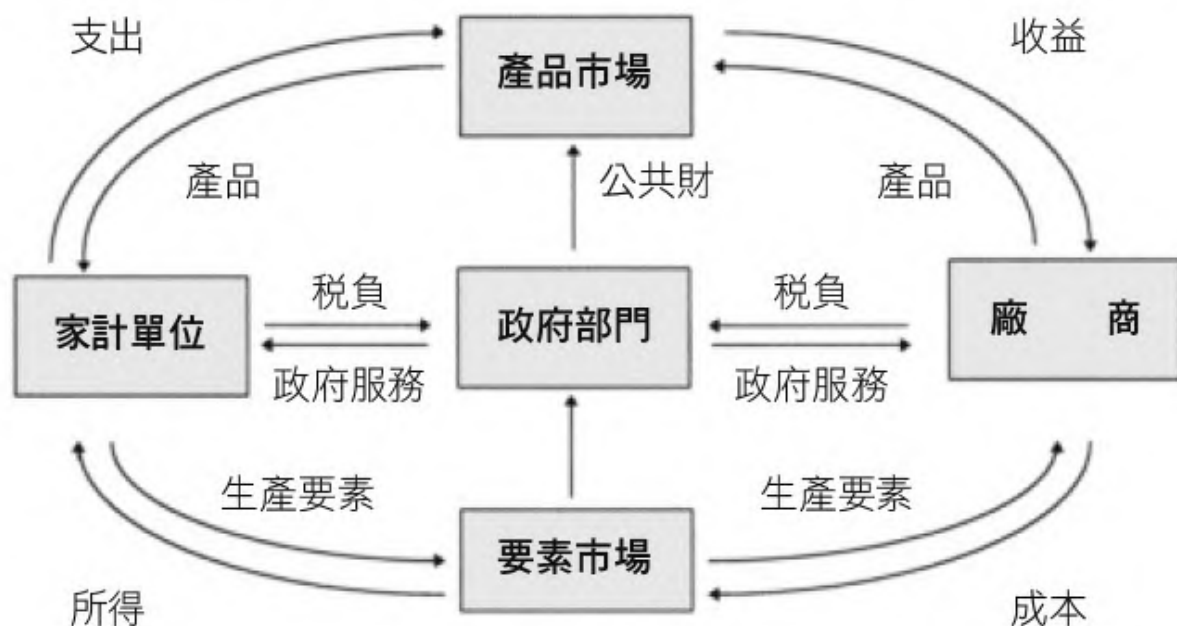 支出
產品市場
收益
產品
公共財
產品
家計單位
税負
政府部門
税負
廠 商
政府服務
政府服務
生產要素
生產要素
要素市場
所得
成本